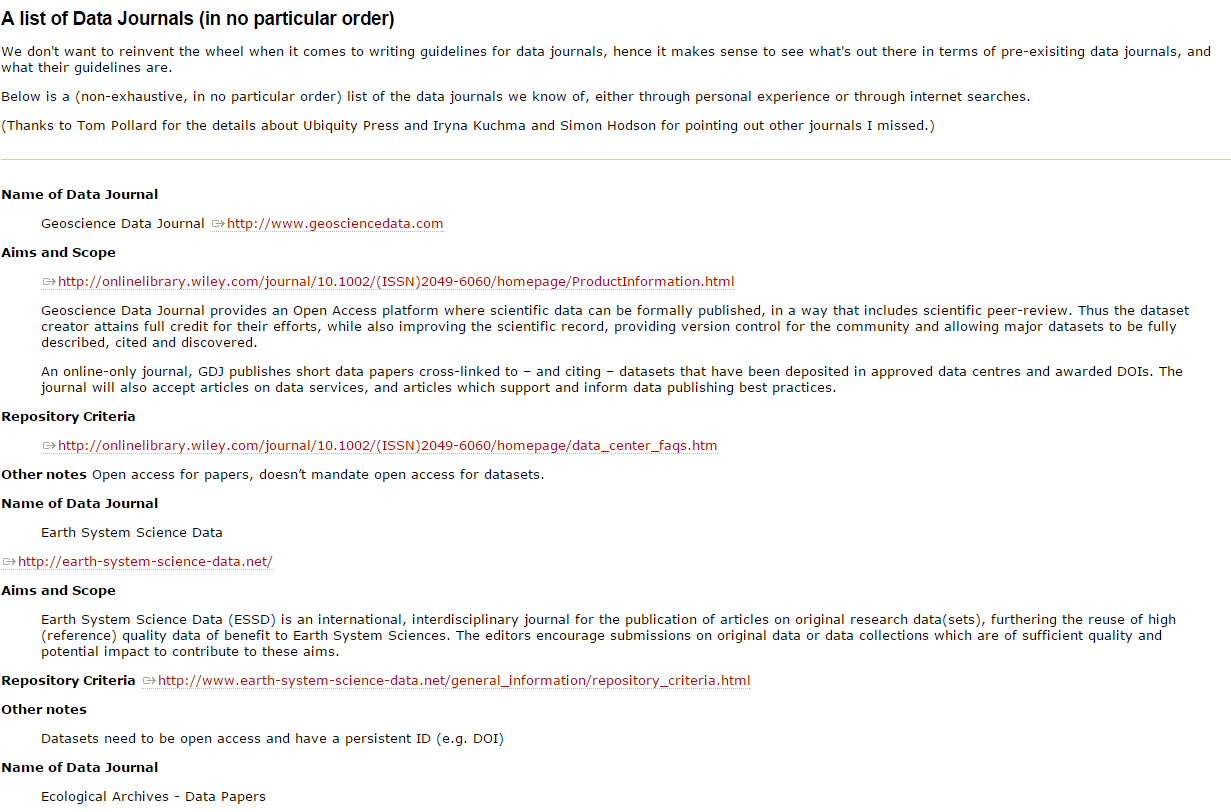 A list of Data Journals (in no particular order)
We don't want to reinvent the wheel when it comes to writing guidelines for data journals, hence it makes sense to see what's out there in terms of pre-exisiting data journals, and
what their guidelines are.
Below is a (non-exhaustive, in no particular order) list of the data journals we know of, either through personal experience or through internet searches.
(Thanks to Tom Pollard for the details about Ubiquity Press and Iryna Kuchma and Simon Hodson for pointing out other journals I missed.)
Name of Data Journal
Geoscience Data Journal http://www.geosciencedata.com
Aims and Scope
http://onlinelibrary.wiley.com/journal/10.1002/(ISSN)2049-6060/homepage/ProductInformation.html
Geoscience Data Journal provides an Open Access platform where scientific data can be formally published, in a way that includes scientific peer-review. Thus the dataset
creator attains full credit for their efforts, while also improving the scientific record, providing version control for the community and allowing major datasets to be fully
described, cited and discovered.
An online-only journal, GDJ publishes short data papers cross-linked to – and citing – datasets that have been deposited in approved data centres and awarded DOIs. The
journal will also accept articles on data services, and articles which support and inform data publishing best practices.
Repository Criteria
http://onlinelibrary.wiley.com/journal/10.1002/(ISSN)2049-6060/homepage/data_center_faqs.htm
Other notes Open access for papers, doesn’t mandate open access for datasets.
Name of Data Journal
Earth System Science Data
http://earth-system-science-data.net/
Aims and Scope
Earth System Science Data (ESSD) is an international, interdisciplinary journal for the publication of articles on original research data(sets), furthering the reuse of high
(reference) quality data of benefit to Earth System Sciences. The editors encourage submissions on original data or data collections which are of sufficient quality and
potential impact to contribute to these aims.
Repository Criteria http://www.earth-system-science-data.net/general_information/repository_criteria.html
Other notes
Datasets need to be open access and have a persistent ID (e.g. DOI)
Name of Data Journal
Ecological Archives - Data Papers